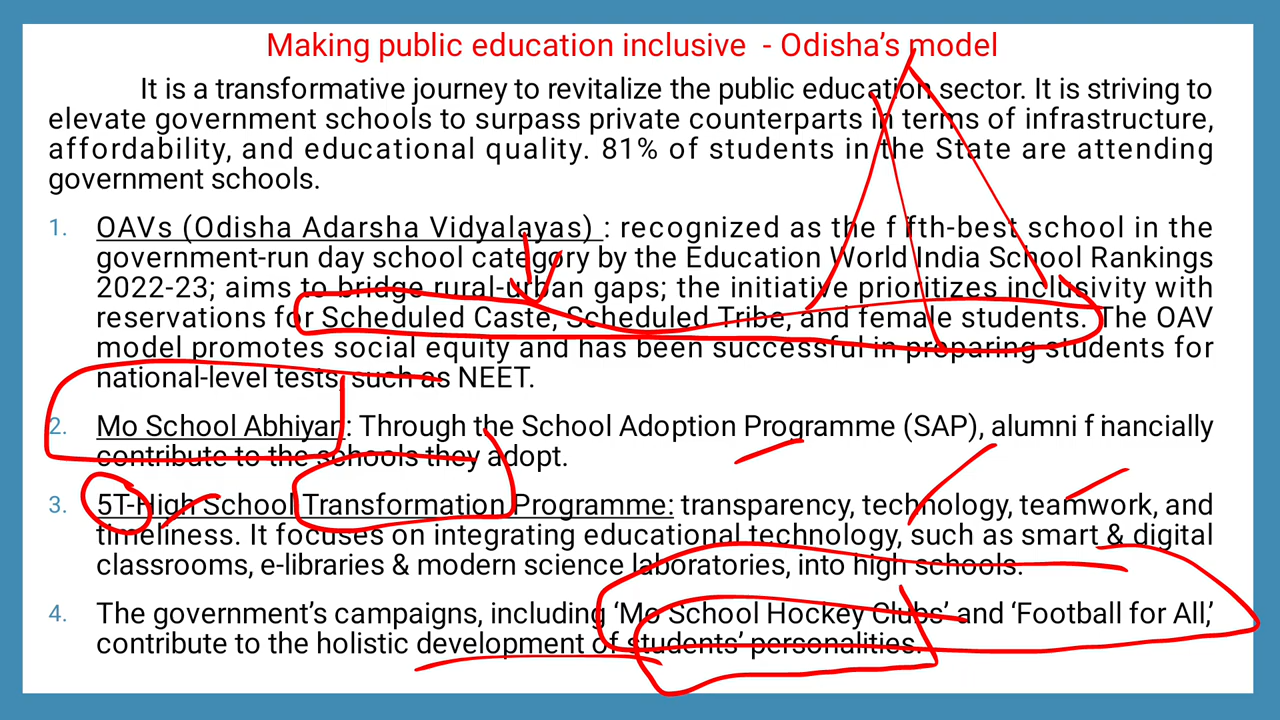 Making public education inclusive - Odisha's model
It is a transformative journey to revitalize the public education sector. It is striving to
elevate government schools to surpass private counterparts in terms of infrastructure,
affordability, and educational quality. 81% of students in the State are attending
government schools.
1. OAVs (Odisha Adarsha Vidyalayas) : recognized as the f ifth-best school in the
government-run day school category by the Education World India School Rankings
2022-23; aims to bridge rural-urban gaps; the initiative prioritizes inclusivity with
reservations for Scheduled Caste, Scheduled Tribe, and female students. The OAV
model promotes social equity and has been successful in preparing students for
national-level tests, such as NEET.
2. Mo School Abhiyan: Through the School Adoption Programme (SAP), alumni f nancially
contribute to the schools they adopt.
3. 5T-High School Transformation Programme: transparency, technology, teamwork, and
timeliness. It focuses on integrating educational technology, such as smart & digital
classrooms, e-libraries & modern science laboratories, into high schools.
4. The government's campaigns, including 'Mo School Hockey Clubs' and 'Football for All,'
contribute to the holistic development of students' personalities.